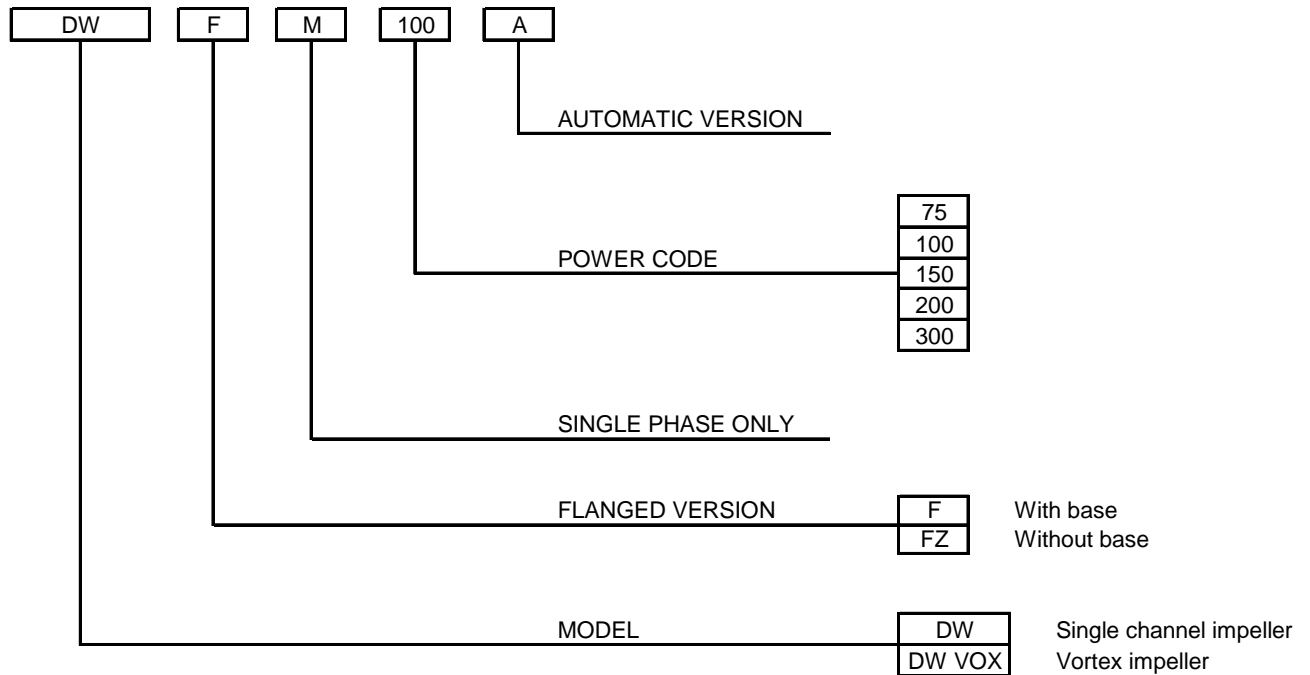 DW F M 100 A
AUTOMATIC VERSION
75
100
POWER CODE
150
200
300
SINGLE PHASE ONLY
FLANGED VERSION F With base
FZ Without base
MODEL DW Single channel impeller
DW VOX Vortex impeller